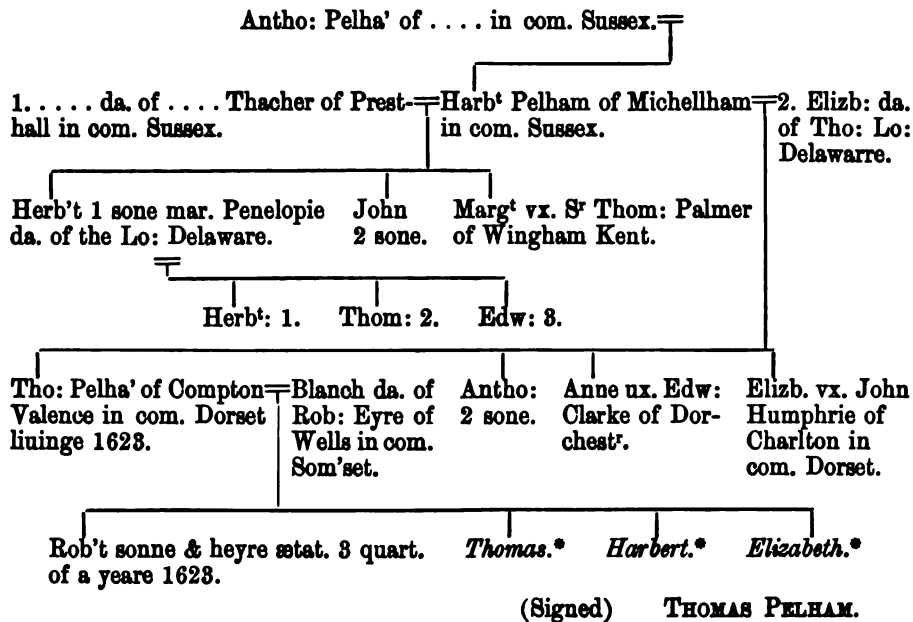 Antho: Pelha' of . . . . in com. Sussex.
1. . . . . da. of . . . . Thacher of Prest-
hall in com. Sussex.
Harbᵗ Pelham of Michellham
in com. Sussex.
2. Elizb: da.
of Tho: Lo:
Delawarre.
Herb't 1 sone mar. Penelopie
da. of the Lo: Delaware.
John
2 sone.
Margᵗ vx. Sʳ Thom: Palmer
of Wingham Kent.
Herbᵗ: 1.
Thom: 2.
Edw: 3.
Tho: Pelha' of Compton
Valence in com. Dorset
liuinge 1623.
Blanch da. of
Rob: Eyre of
Wells in com.
Som'set.
Antho:
2 sone.
Anne ux. Edw:
Clarke of Dor-
chestʳ.
Elizb. vx. John
Humphrie of
Charlton in
com. Dorset.
Rob't sonne & heyre ætat. 3 quart.
of a yeare 1623.
Thomas.*
Harbert.*
Elizabeth.*
(Signed) THOMAS PELHAM.